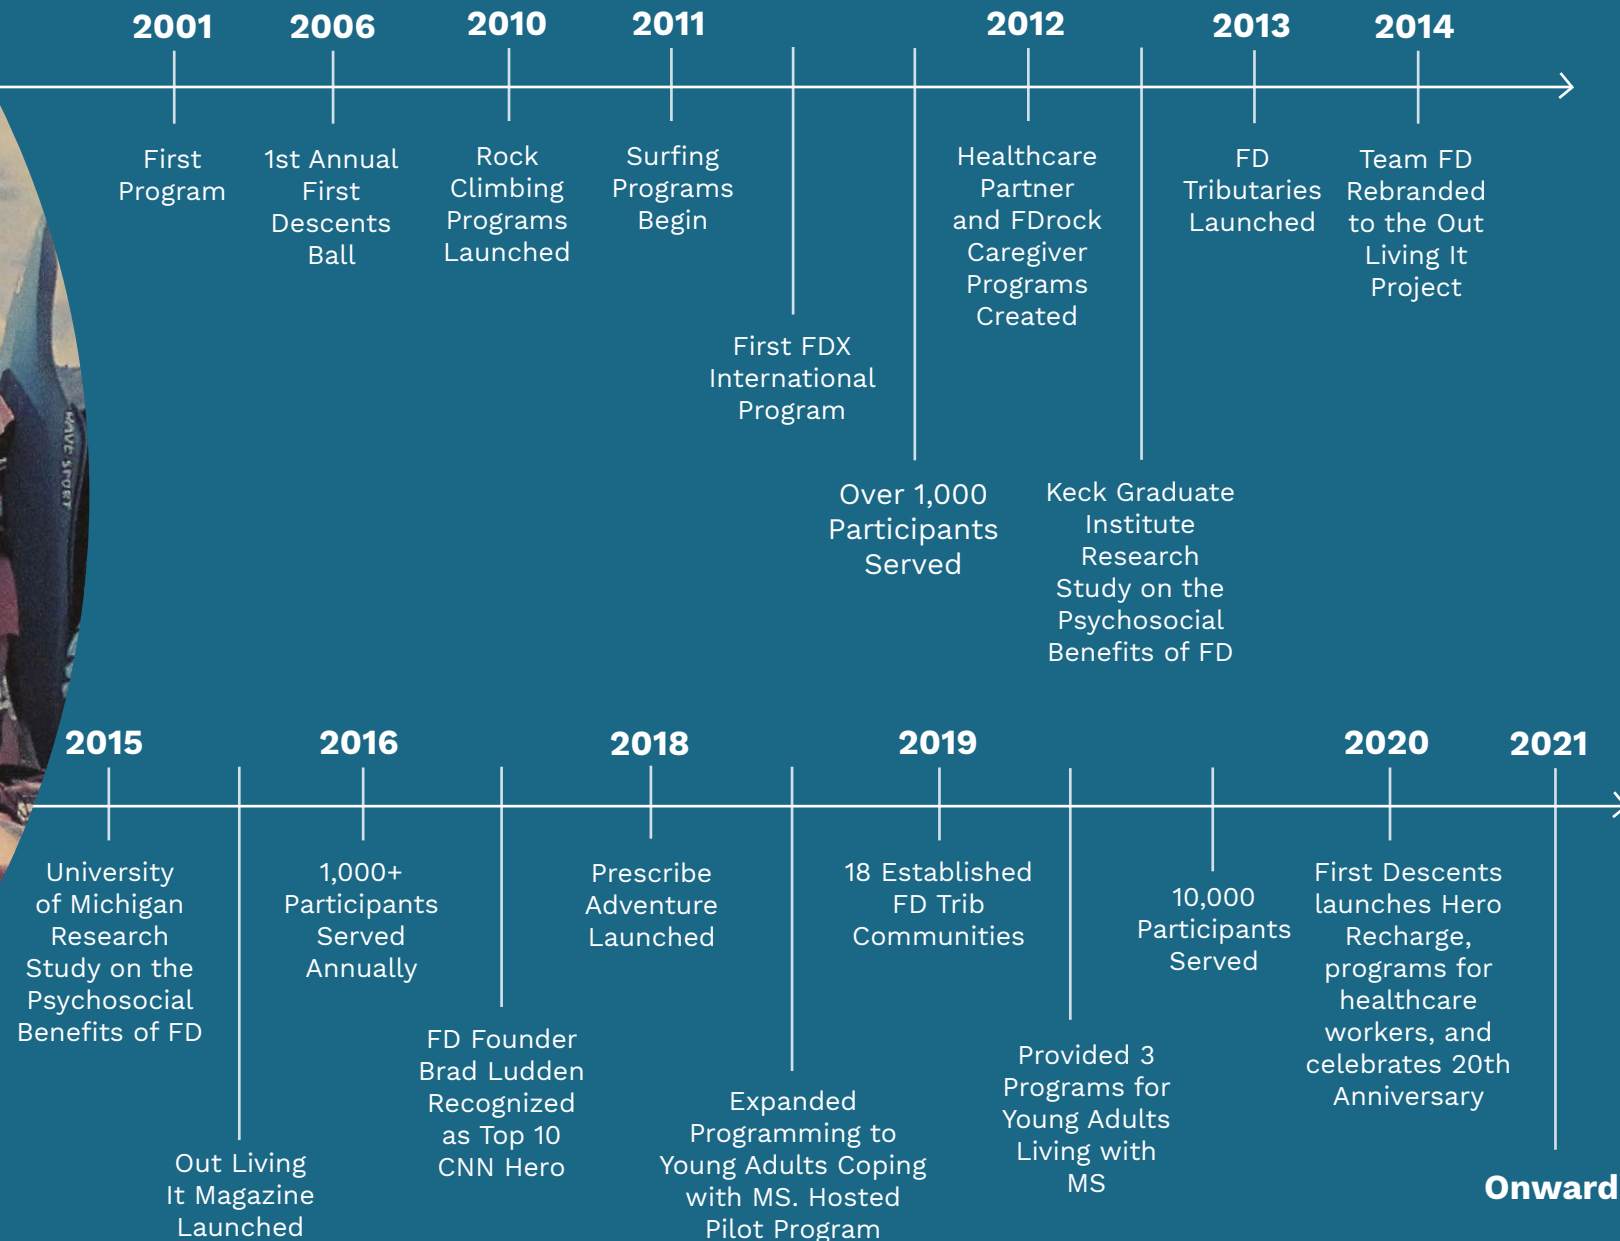 2001
First
Program
2006
1st Annual
First
Descents
Ball
2010
Rock
Climbing
Programs
Launched
2011
Surfing
Programs
Begin
First FDX
International
Program
Over 1,000
Participants
Served
2012
Healthcare
Partner
and FDrock
Caregiver
Programs
Created
Keck Graduate
Institute
Research
Study on the
Psychosocial
Benefits of FD
2013
FD
Tributaries
Launched
2014
Team FD
Rebranded
to the Out
Living It
Project
WAVE SPORT
2015
University
of Michigan
Research
Study on the
Psychosocial
Benefits of FD
Out Living
It Magazine
Launched
2016
1,000+
Participants
Served
Annually
FD Founder
Brad Ludden
Recognized
as Top 10
CNN Hero
2018
Prescribe
Adventure
Launched
Expanded
Programming to
Young Adults Coping
with MS. Hosted
Pilot Program
2019
18 Established
FD Trib
Communities
Provided 3
Programs for
Young Adults
Living with
MS
10,000
Participants
Served
2020
First Descents
launches Hero
Recharge,
programs for
healthcare
workers, and
celebrates 20th
Anniversary
2021
Onward